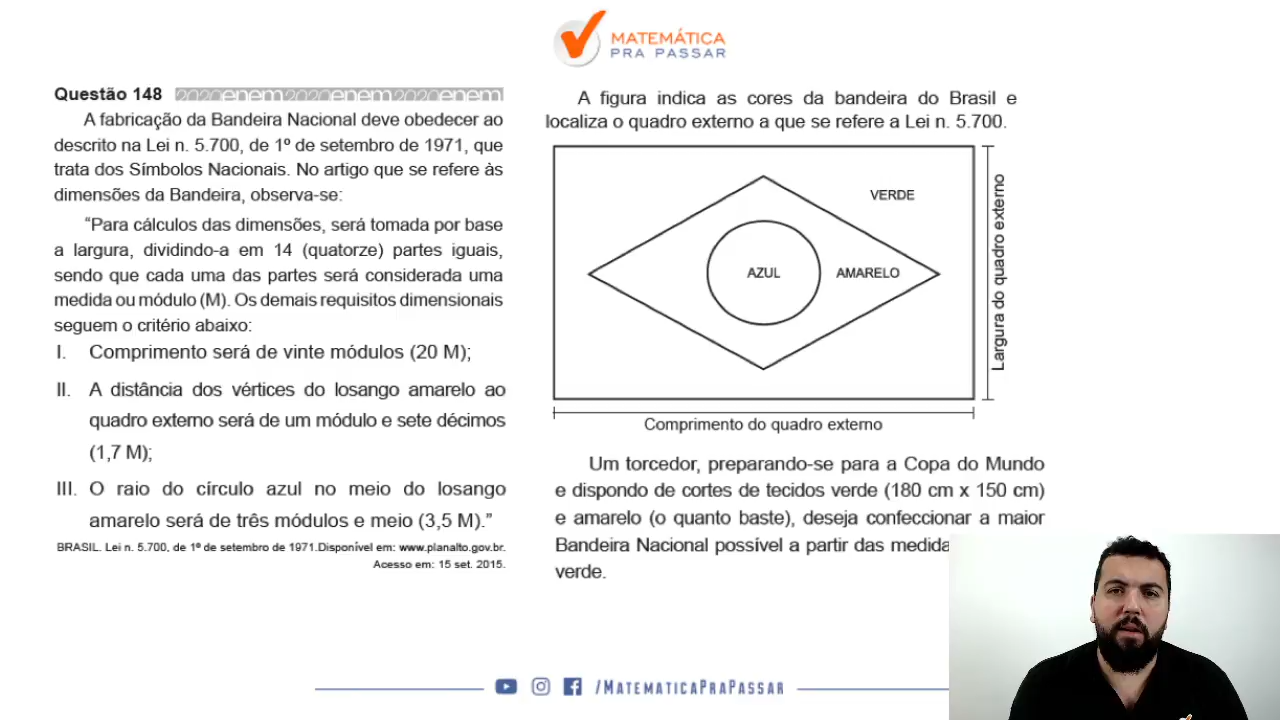 MATEMÁTICA
PRA PASSAR
Questão 148 2020enem2020enem2020enem
A fabricação da Bandeira Nacional deve obedecer ao
descrito na Lei n. 5.700, de 1º de setembro de 1971, que
trata dos Símbolos Nacionais. No artigo que se refere às
dimensões da Bandeira, observa-se:
“Para cálculos das dimensões, será tomada por base
a largura, dividindo-a em 14 (quatorze) partes iguais,
sendo que cada uma das partes será considerada uma
medida ou módulo (M). Os demais requisitos dimensionais
seguem o critério abaixo:
I. Comprimento será de vinte módulos (20 M);
II. A distância dos vértices do losango amarelo ao
quadro externo será de um módulo e sete décimos
(1,7 M);
III. O raio do círculo azul no meio do losango
amarelo será de três módulos e meio (3,5 M).”
BRASIL. Lei n. 5.700, de 1º de setembro de 1971.Disponível em: www.planalto.gov.br.
Acesso em: 15 set. 2015.
A figura indica as cores da bandeira do Brasil e
localiza o quadro externo a que se refere a Lei n. 5.700.
VERDE
AZUL
AMARELO
Largura do quadro externo
Comprimento do quadro externo
Um torcedor, preparando-se para a Copa do Mundo
e dispondo de cortes de tecidos verde (180 cm x 150 cm)
e amarelo (o quanto baste), deseja confeccionar a maior
Bandeira Nacional possível a partir das medida
verde.
/MATEMATICAPRAPASSAR